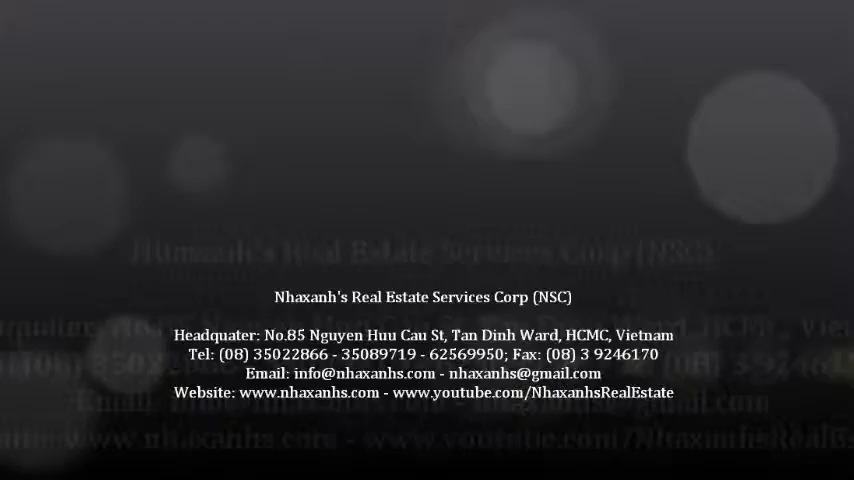 Nhaxanh's Real Estate Services Corp (NSC)
Headquater: No.85 Nguyen Huu Cau St, Tan Dinh Ward, HCMC, Vietnam
Tel: (08) 35022866 - 35089719 - 62569950; Fax: (08) 3 9246170
Email: info@nhaxanhs.com - nhaxanhs@gmail.com
Website: www.nhaxanhs.com - www.youtube.com/NhaxanhsRealEstate